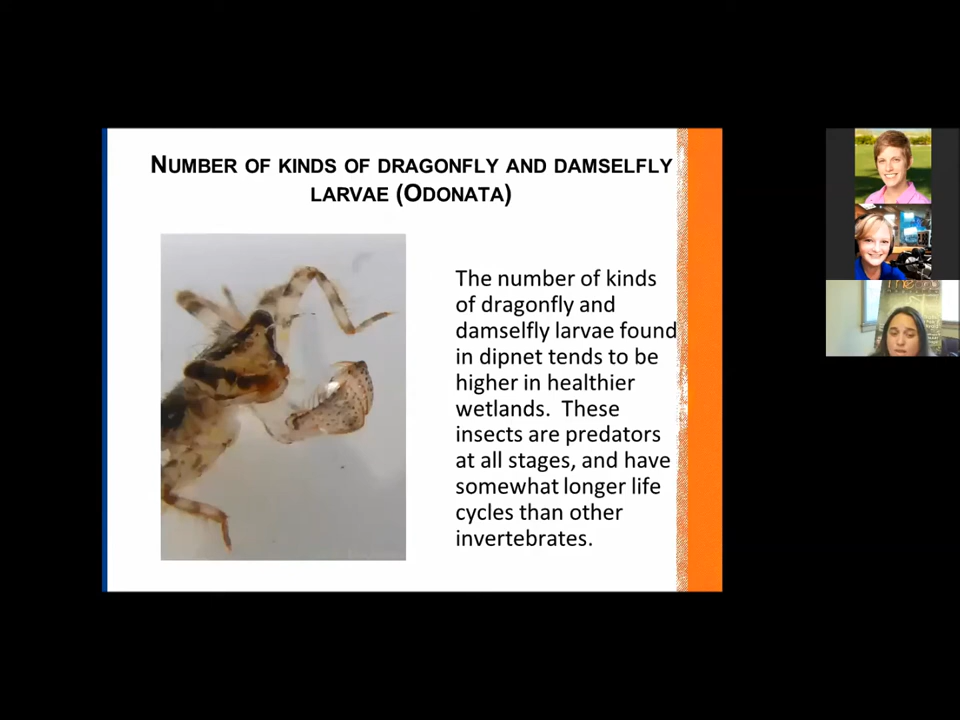 NUMBER OF KINDS OF DRAGONFLY AND DAMSELFLY
LARVAE (ODONATA)
The number of kinds
of dragonfly and
damselfly larvae found
in dipnet tends to be
higher in healthier
wetlands.  These
insects are predators
at all stages, and have
somewhat longer life
cycles than other
invertebrates.